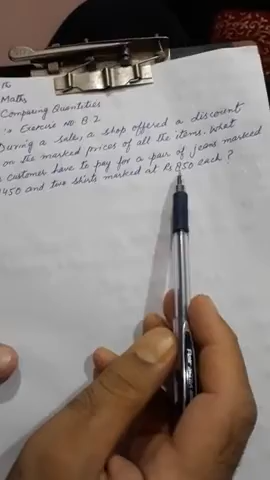 Maths
Comparing Quantities
Exercise No 8.2
During a sale, a shop offered a discount
on the marked prices of all the items. What
a customer have to pay for a pair of jeans marked
1450 and two shirts marked at Rs 850 each?